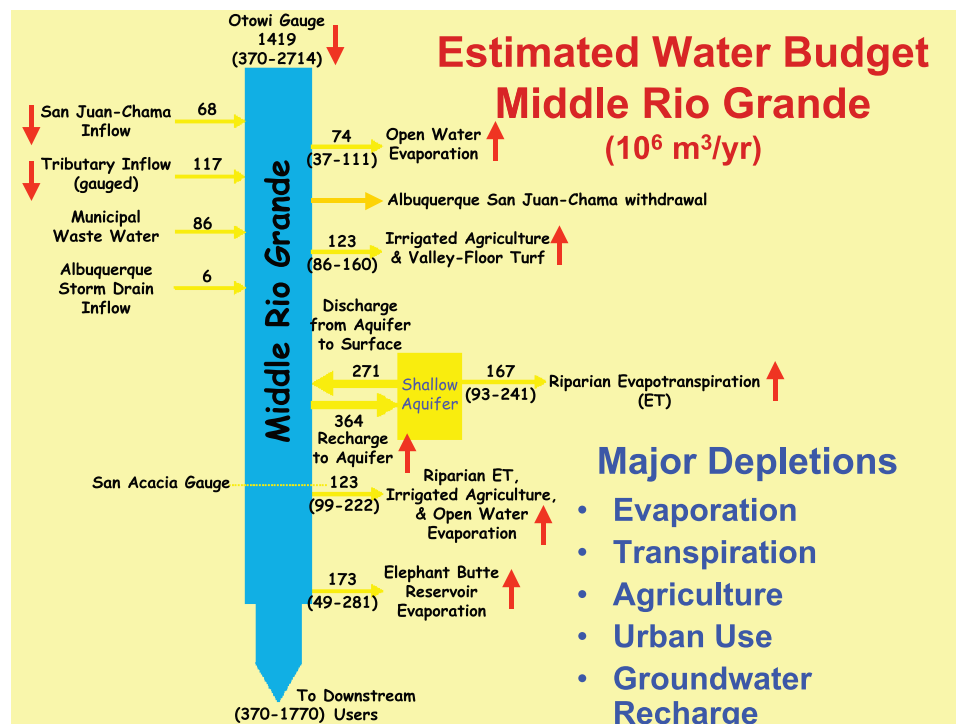 Otowi Gauge
1419
(370-2714)
Estimated Water Budget
Middle Rio Grande
(10⁶ m³/yr)
San Juan-Chama
Inflow
68
Tributary Inflow
(gauged)
117
Municipal
Waste Water
86
Albuquerque
Storm Drain
Inflow
6
Middle Rio Grande
74
(37-111)
Open Water
Evaporation
Albuquerque San Juan-Chama withdrawal
123
(86-160)
Irrigated Agriculture
& Valley-Floor Turf
Discharge
from Aquifer
to Surface
271
Shallow
Aquifer
167
(93-241)
Riparian Evapotranspiration
(ET)
364
Recharge
to Aquifer
San Acacia Gauge
123
(99-222)
Riparian ET,
Irrigated Agriculture,
& Open Water
Evaporation
173
(49-281)
Elephant Butte
Reservoir
Evaporation
To Downstream
(370-1770) Users
Major Depletions
• Evaporation
• Transpiration
• Agriculture
• Urban Use
• Groundwater
Recharge